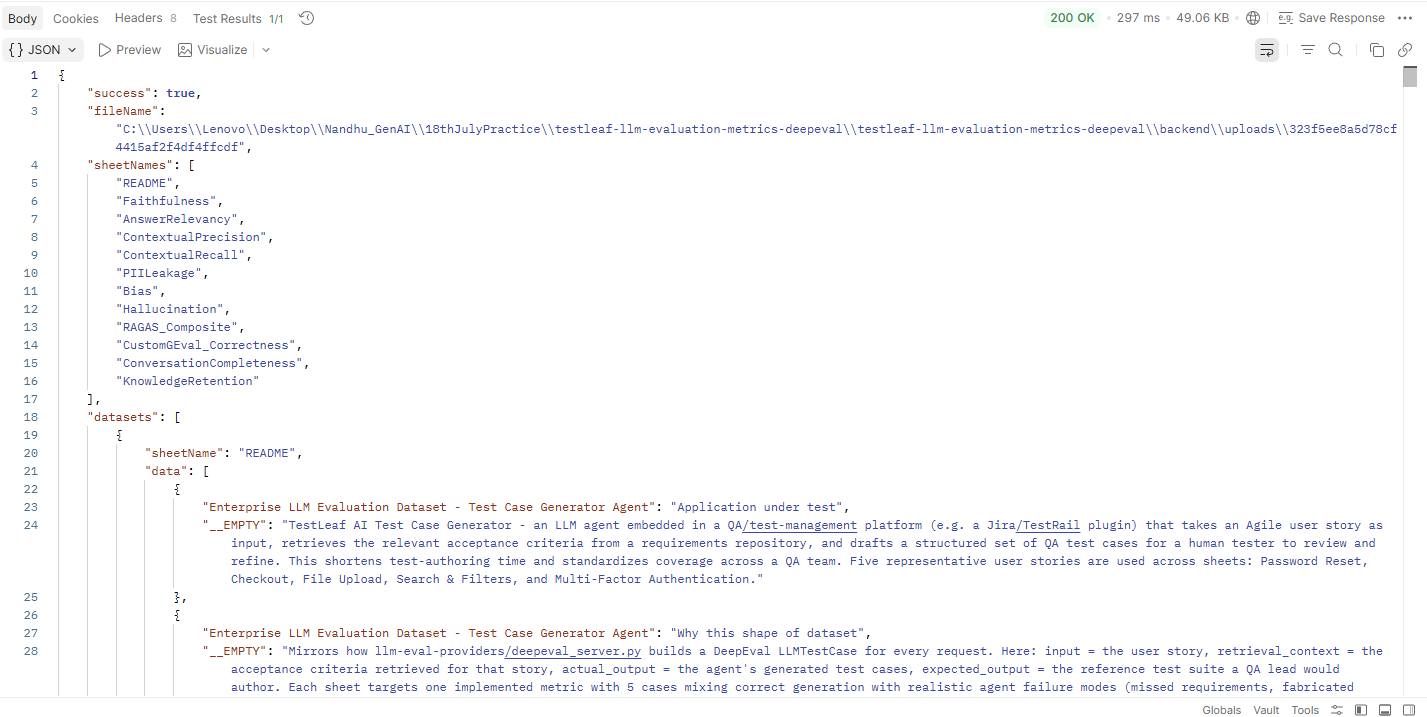 Body Cookies Headers 8 Test Results 1/1 200 OK 297 ms 49.06 KB e.g. Save Response
{} JSON Preview Visualize
1 {
2 "success": true,
3 "fileName":
"C:\\Users\\Lenovo\\Desktop\\Nandhu_GenAI\\18thJulyPractice\\testleaf-llm-evaluation-metrics-deepeval\\testleaf-llm-evaluation-metrics-deepeval\\backend\\uploads\\323f5ee8a5d78cf
4415af2f4df4ffcdf",
4 "sheetNames": [
5 "README",
6 "Faithfulness",
7 "AnswerRelevancy",
8 "ContextualPrecision",
9 "ContextualRecall",
10 "PIILeakage",
11 "Bias",
12 "Hallucination",
13 "RAGAS_Composite",
14 "CustomGEval_Correctness",
15 "ConversationCompleteness",
16 "KnowledgeRetention"
17 ],
18 "datasets": [
19 {
20 "sheetName": "README",
21 "data": [
22 {
23 "Enterprise LLM Evaluation Dataset - Test Case Generator Agent": "Application under test",
24 "__EMPTY": "TestLeaf AI Test Case Generator - an LLM agent embedded in a QA/test-management platform (e.g. a Jira/TestRail plugin) that takes an Agile user story as
input, retrieves the relevant acceptance criteria from a requirements repository, and drafts a structured set of QA test cases for a human tester to review and
refine. This shortens test-authoring time and standardizes coverage across a QA team. Five representative user stories are used across sheets: Password Reset,
Checkout, File Upload, Search & Filters, and Multi-Factor Authentication."
25 },
26 {
27 "Enterprise LLM Evaluation Dataset - Test Case Generator Agent": "Why this shape of dataset",
28 "__EMPTY": "Mirrors how llm-eval-providers/deepeval_server.py builds a DeepEval LLMTestCase for every request. Here: input = the user story, retrieval_context = the
acceptance criteria retrieved for that story, actual_output = the agent's generated test cases, expected_output = the reference test suite a QA lead would
author. Each sheet targets one implemented metric with 5 cases mixing correct generation with realistic agent failure modes (missed requirements, fabricated
Globals Vault Tools